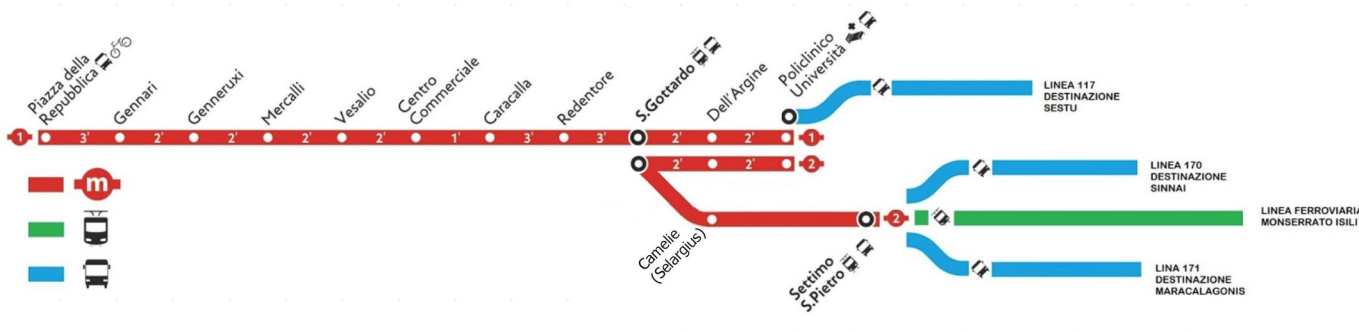 Piazza della
Repubblica
Gennari
Genneruxi
Mercalli
Vesalio
Centro
Commerciale
Caracalla
Redentore
S.Gottardo
Dell'Argine
Policlinico
Università
1 3' 2' 2' 2' 2' 1' 3' 3' 2' 2' 1
2' 2' 2
m
Camelie
(Selargius)
2
Settimo
S.Pietro
LINEA 117
DESTINAZIONE
SESTU
LINEA 170
DESTINAZIONE
SINNAI
LINEA FERROVIARIA
MONSERRATO ISILI
LINA 171
DESTINAZIONE
MARACALAGONIS